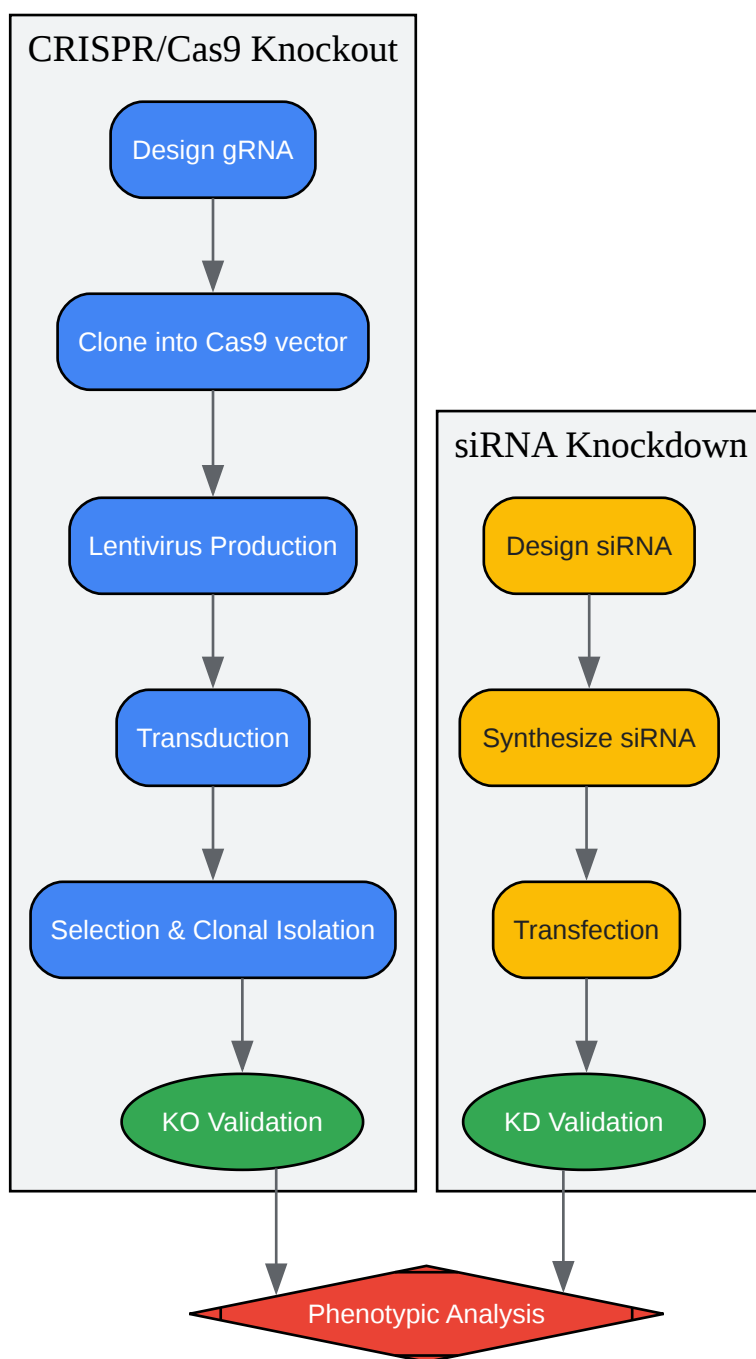 CRISPR/Cas9 Knockout
Design gRNA
Clone into Cas9 vector
Lentivirus Production
Transduction
Selection & Clonal Isolation
KO Validation
siRNA Knockdown
Design siRNA
Synthesize siRNA
Transfection
KD Validation
Phenotypic Analysis